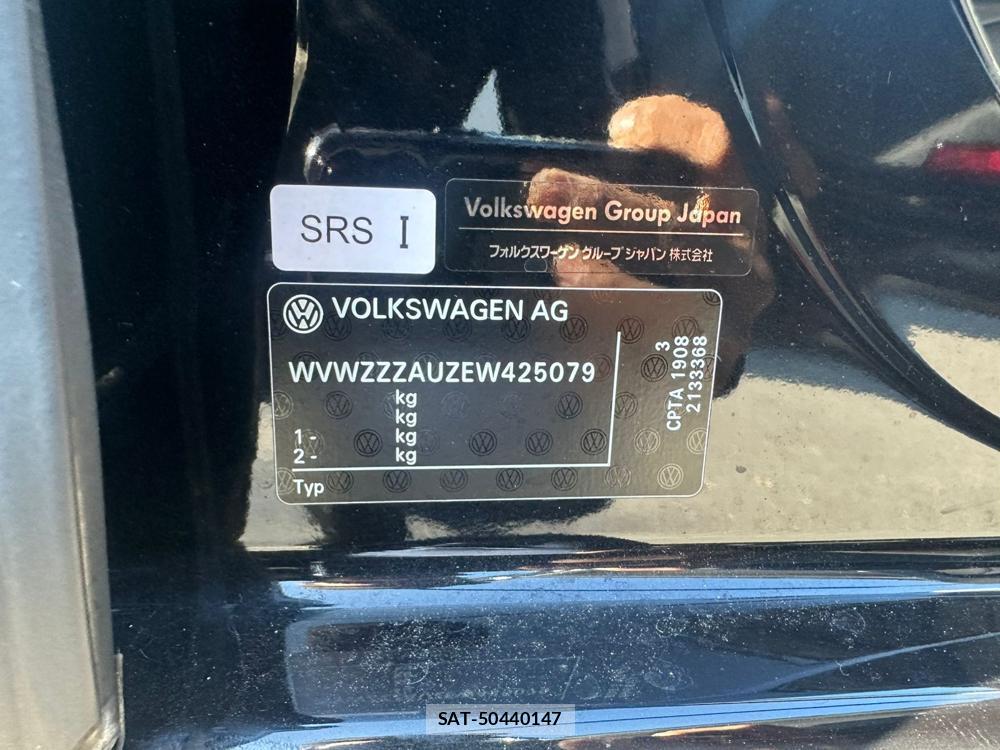 SRS I
Volkswagen Group Japan
フォルクスワーゲン グループ ジャパン 株式会社
VOLKSWAGEN AG
WVWZZZAUZEW425079
kg
kg
1 - kg
2 - kg
Typ
3
CPTA 1908
2133368
SAT-50440147